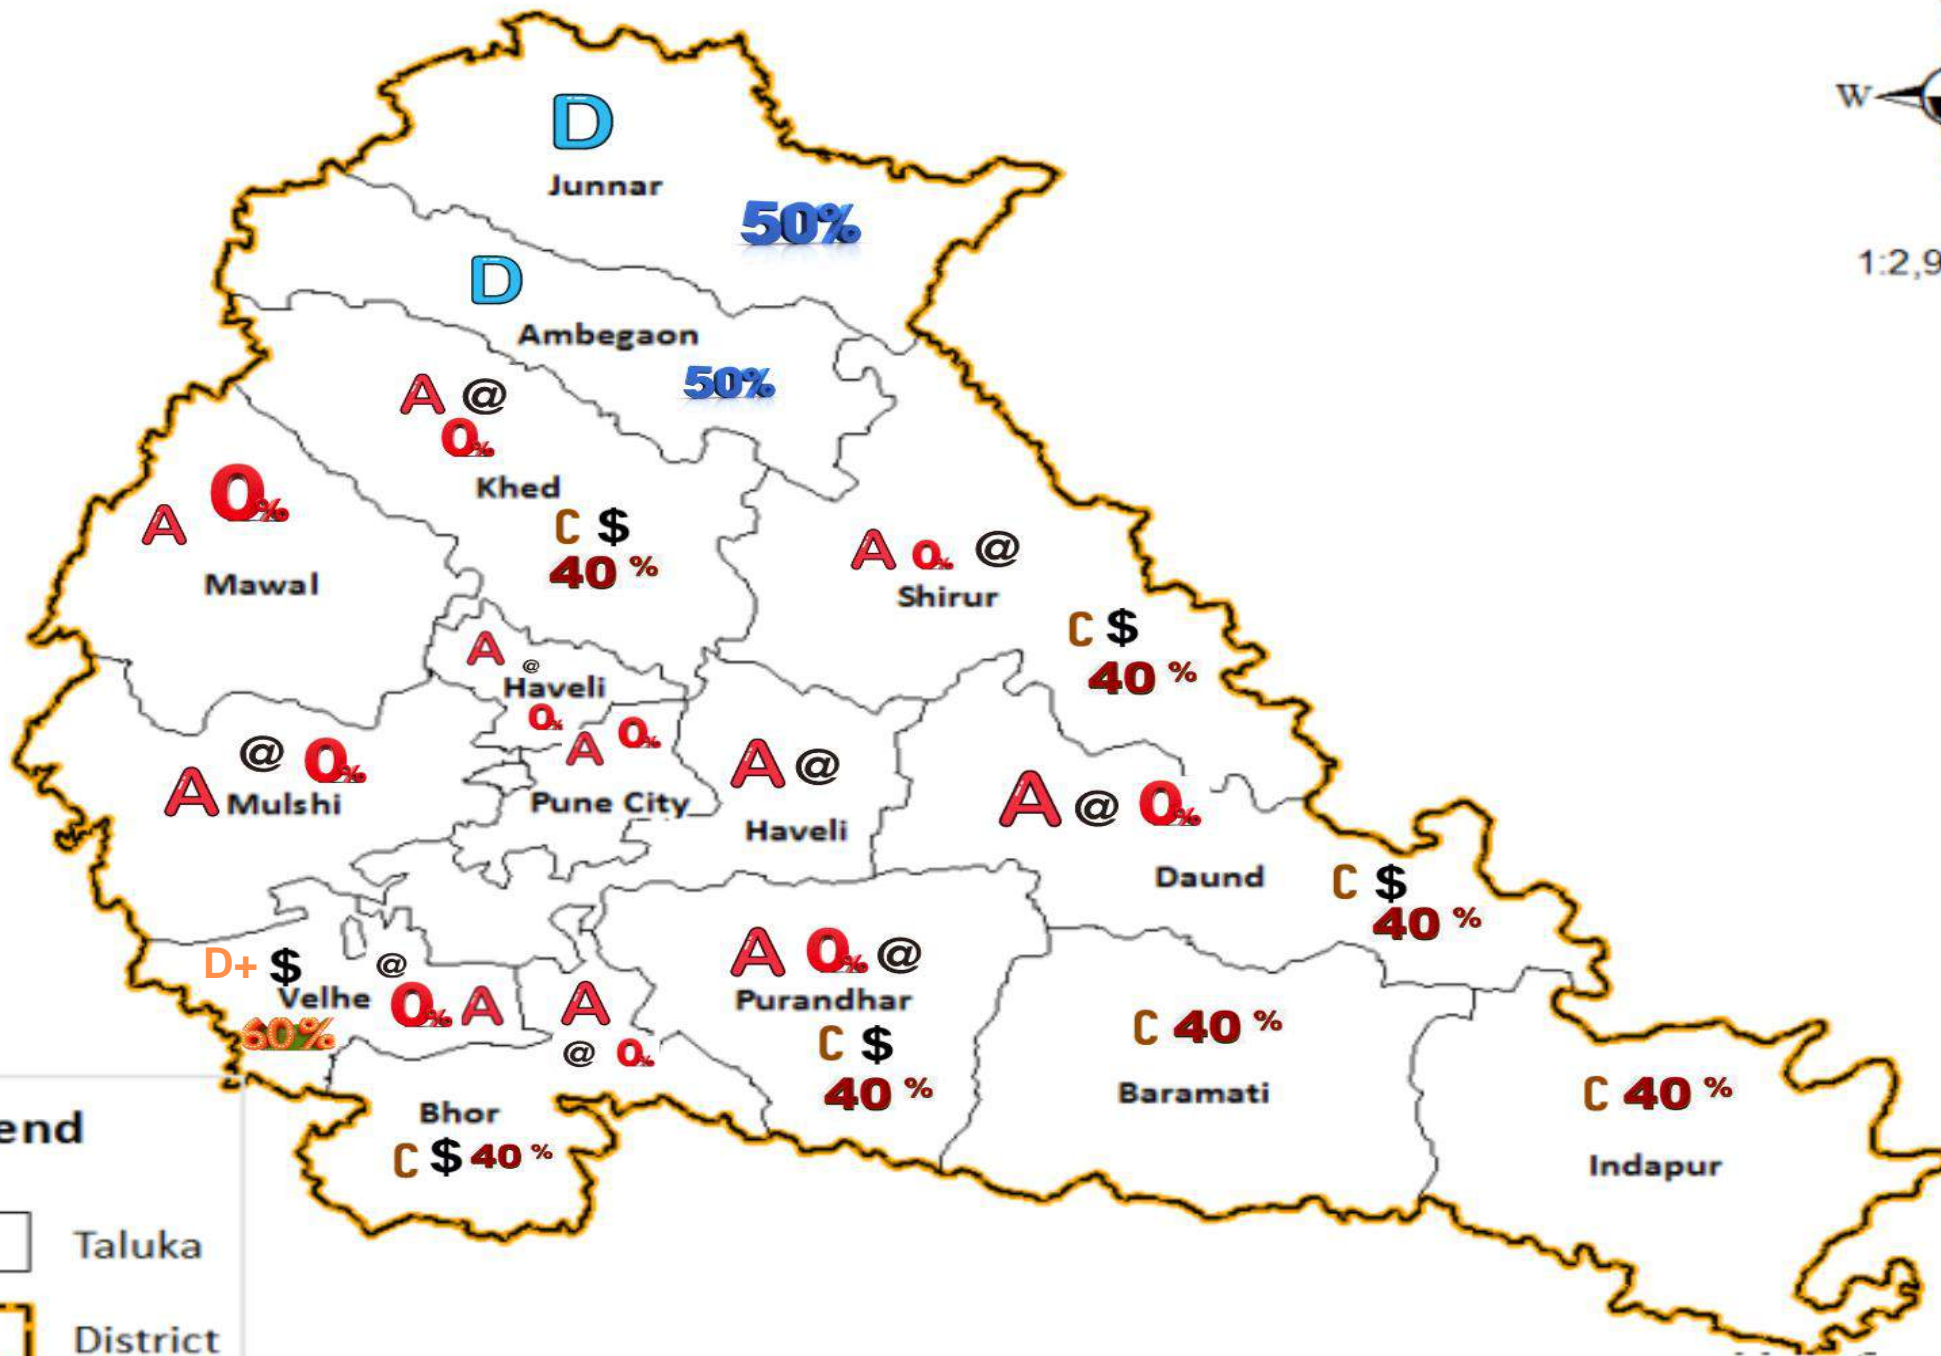 D
W
Junnar
50%
1:2,9
D
Ambegaon
50%
A @
0%
Khed
C $
40 %
A 0%
Mawal
A 0% @
Shirur
C $
40 %
A @
Haveli
0%
A 0%
Pune City
@ 0%
A Mulshi
A @
Haveli
A @ 0%
Daund
C $
40 %
D+ $
Velhe
60%
@
0% A
A
@ 0%
A 0% @
Purandhar
C $
40 %
C 40 %
Baramati
C 40 %
Indapur
Bhor
C $ 40 %
end
Taluka
District